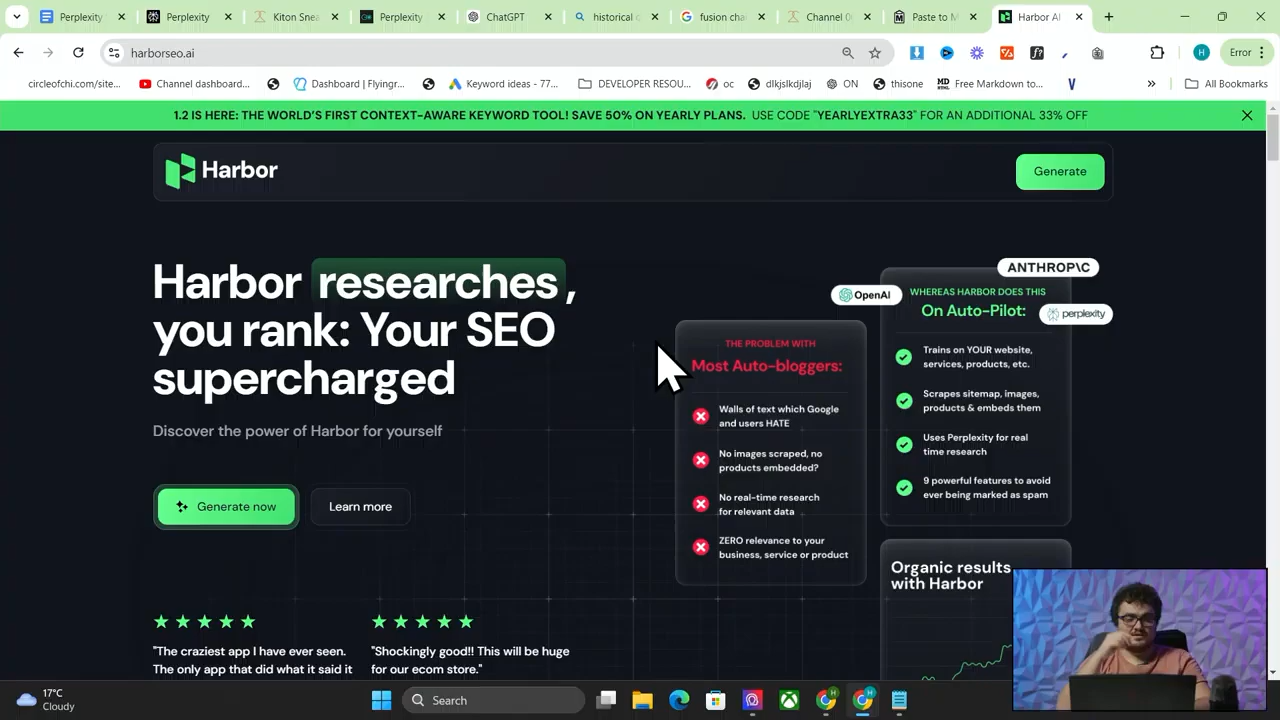 Perplexity
Perplexity
Kiton Snea
Perplexity
ChatGPT
historical c
fusion cha
Channel 0
Paste to M
Harbor AI
harborseo.ai
H
Error
circleofchi.com/site...
Channel dashboard...
Dashboard | Flyingr...
Keyword ideas - 77...
DEVELOPER RESOU...
oc
dlkjslkdjlaj
ON
thisone
Free Markdown to...
All Bookmarks
1.2 IS HERE: THE WORLD'S FIRST CONTEXT-AWARE KEYWORD TOOL! SAVE 50% ON YEARLY PLANS. USE CODE "YEARLYEXTRA33" FOR AN ADDITIONAL 33% OFF
Harbor
Generate
Harbor researches,
you rank: Your SEO
supercharged
Discover the power of Harbor for yourself
Generate now
Learn more
"The craziest app I have ever seen.
The only app that did what it said it
"Shockingly good!! This will be huge
for our ecom store."
THE PROBLEM WITH
Most Auto-bloggers:
Walls of text which Google
and users HATE
No images scraped, no
products embedded?
No real-time research
for relevant data
ZERO relevance to your
business, service or product
OpenAI
ANTHROP\C
perplexity
WHEREAS HARBOR DOES THIS
On Auto-Pilot:
Trains on YOUR website,
services, products, etc.
Scrapes sitemap, images,
products & embeds them
Uses Perplexity for real
time research
9 powerful features to avoid
ever being marked as spam
Organic results
with Harbor
17°C
Cloudy
Search